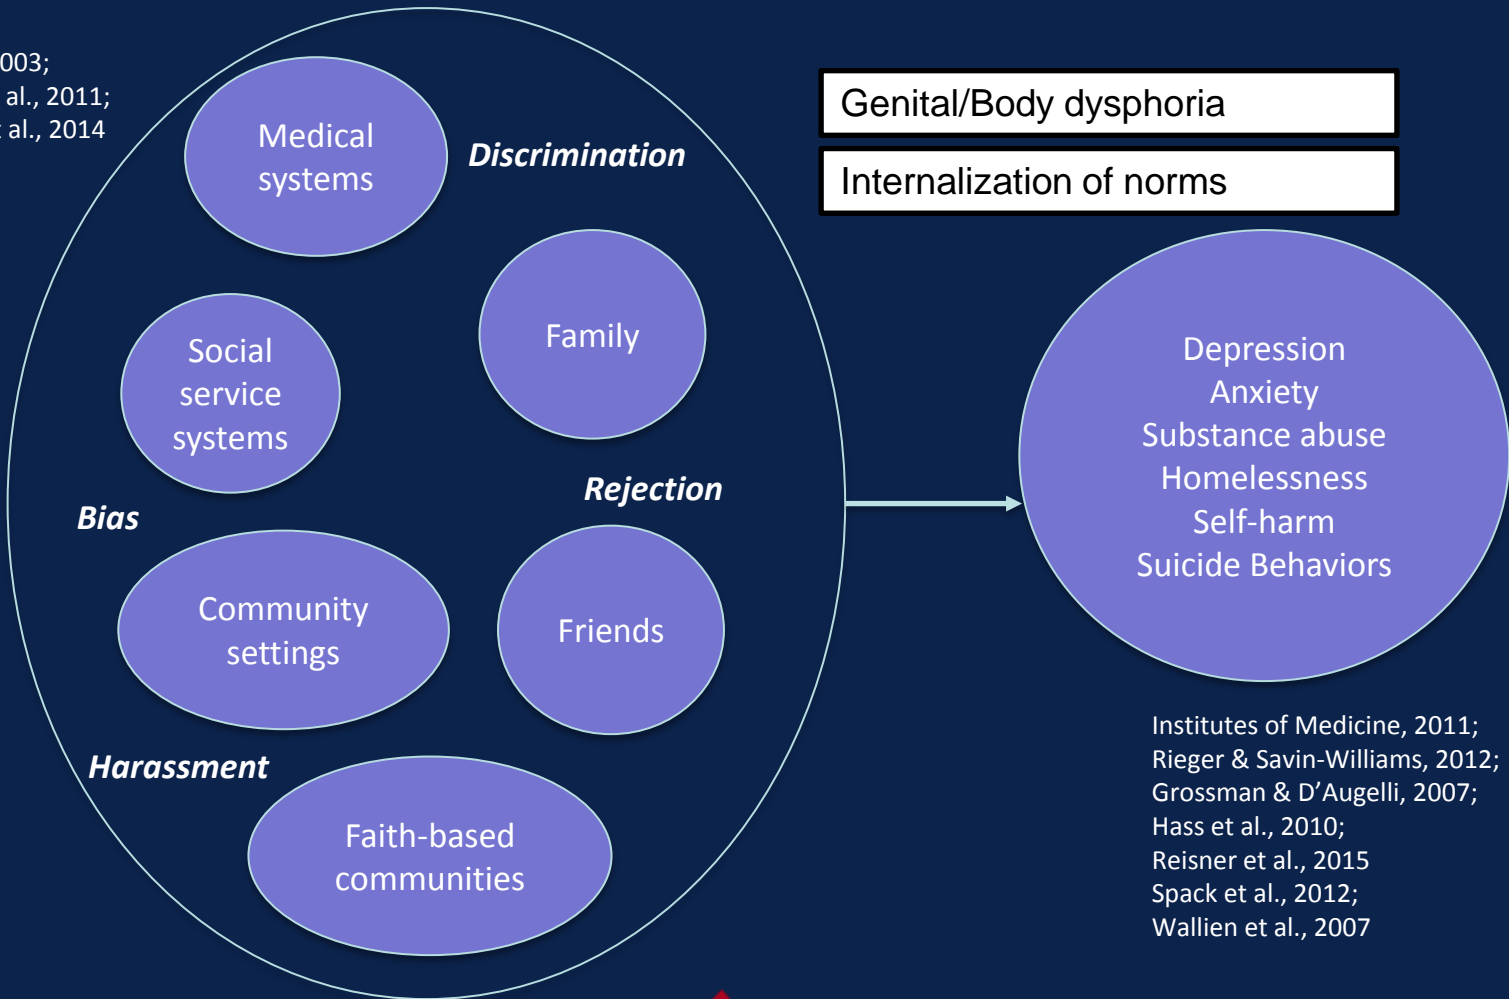 003;
al., 2011;
al., 2014
Medical
systems
Discrimination
Genital/Body dysphoria
Internalization of norms
Social
service
systems
Family
Bias
Rejection
Community
settings
Friends
Harassment
Faith-based
communities
Depression
Anxiety
Substance abuse
Homelessness
Self-harm
Suicide Behaviors
Institutes of Medicine, 2011;
Rieger & Savin-Williams, 2012;
Grossman & D’Augelli, 2007;
Hass et al., 2010;
Reisner et al., 2015
Spack et al., 2012;
Wallien et al., 2007